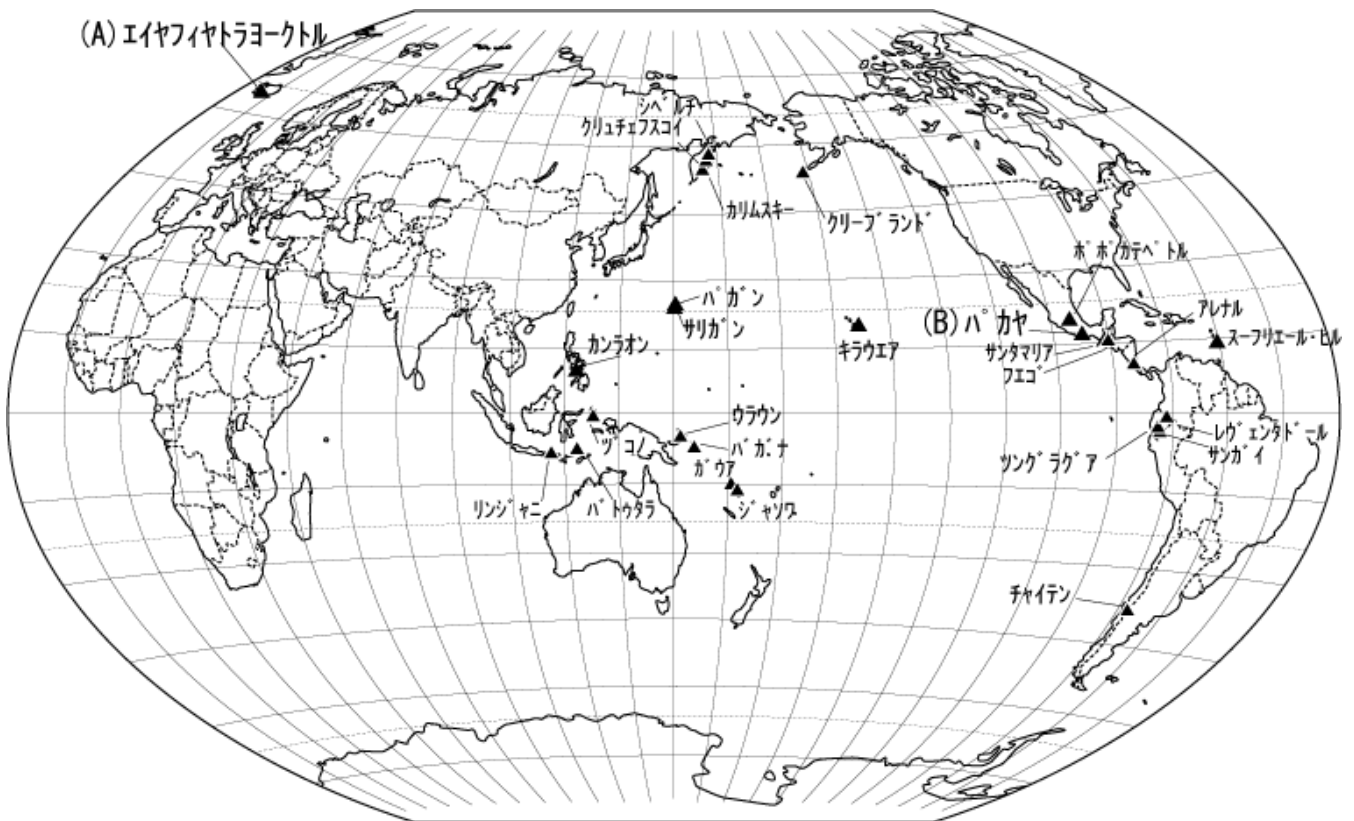 (A) エイヤフィヤトラヨークトル
シベルチ
クリュチェフスコイ
カリムスキー
クリーブランド
ポポカテペトル
パガン
サリガン
キラウエア
(B) パカヤ
アレナル
スーフリエール・ヒル
サンタマリア
フエゴ
カンラオン
ウラウン
ドゥコノ
バガナ
ガウア
レヴェンタドール
サンガイ
ツングラグア
リンジャニ
バトゥタラ
ジャソワ
チャイテン